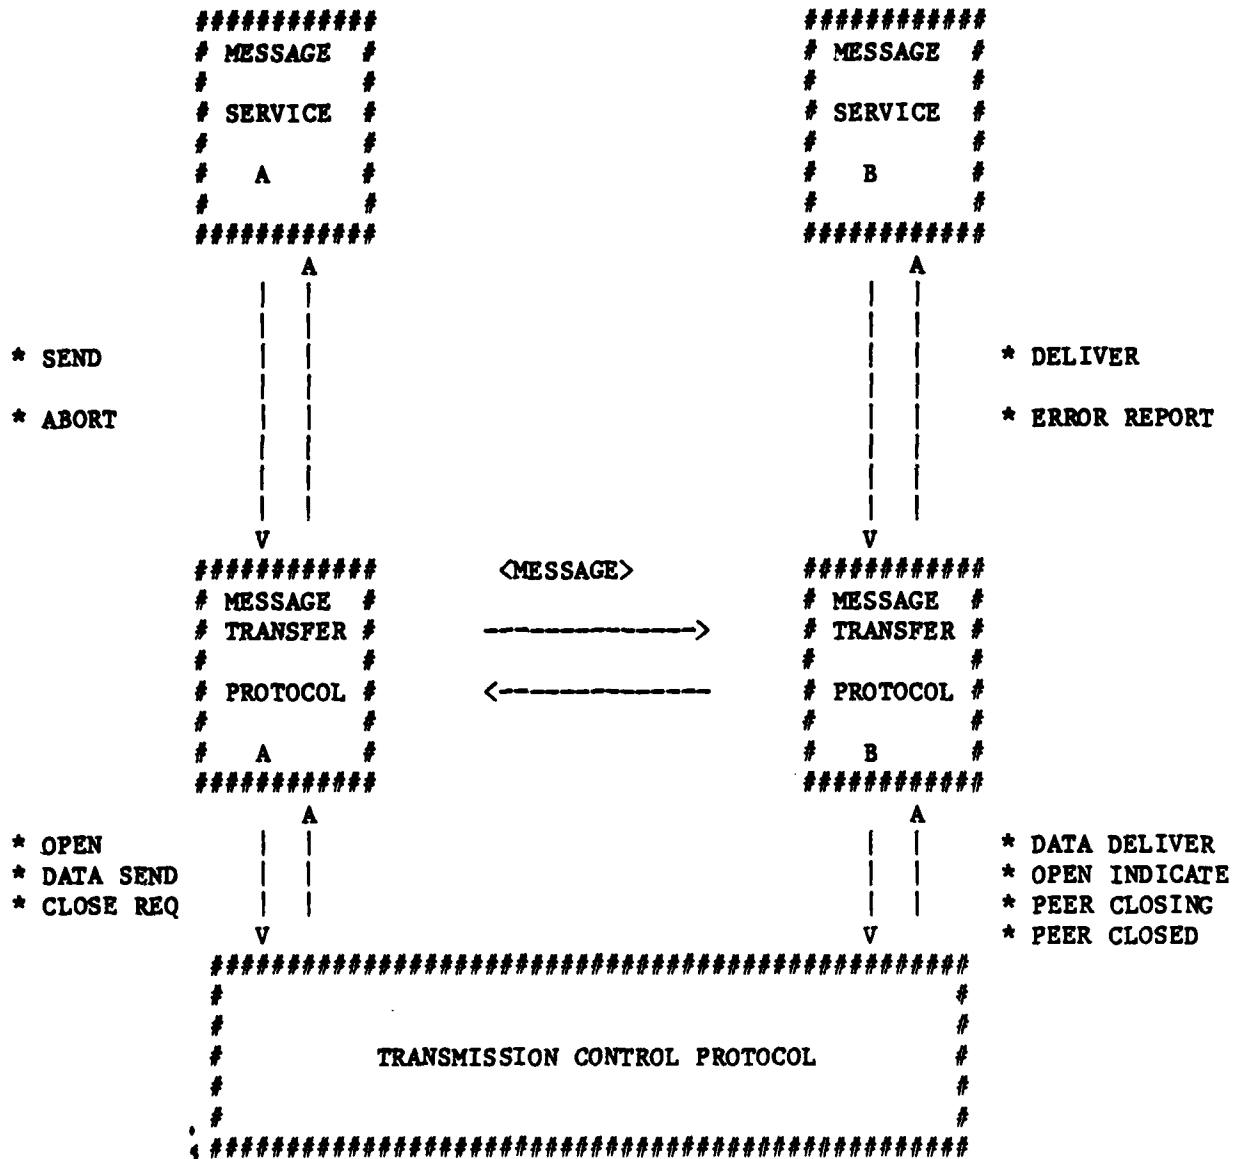 MESSAGE MESSAGE
SERVICE SERVICE
A B
A A
* SEND * DELIVER
* ABORT * ERROR REPORT
V V
<MESSAGE>
MESSAGE MESSAGE
TRANSFER TRANSFER
PROTOCOL PROTOCOL
A B
A A
* OPEN * DATA DELIVER
* DATA SEND * OPEN INDICATE
* CLOSE REQ * PEER CLOSING
V V * PEER CLOSED
TRANSMISSION CONTROL PROTOCOL